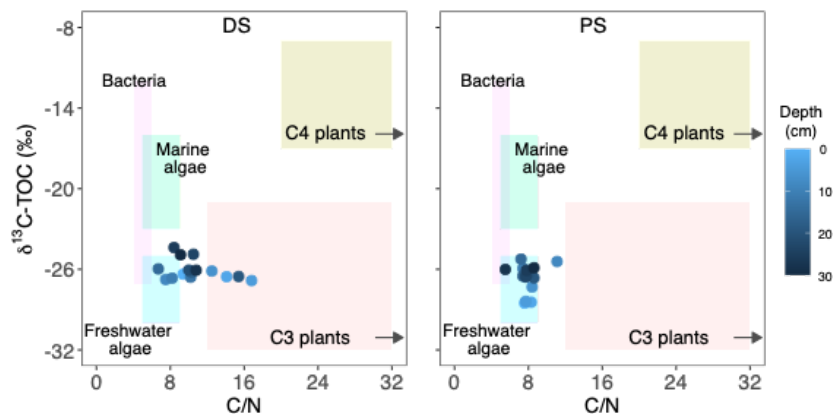 DS
PS
-8
-14
-20
-26
-32
δ¹³C-TOC (‰)
Bacteria
Marine
algae
C4 plants
Freshwater
algae
C3 plants
0
8
16
24
32
C/N
Bacteria
Marine
algae
C4 plants
Freshwater
algae
C3 plants
0
8
16
24
32
C/N
Depth
(cm)
0
10
20
30